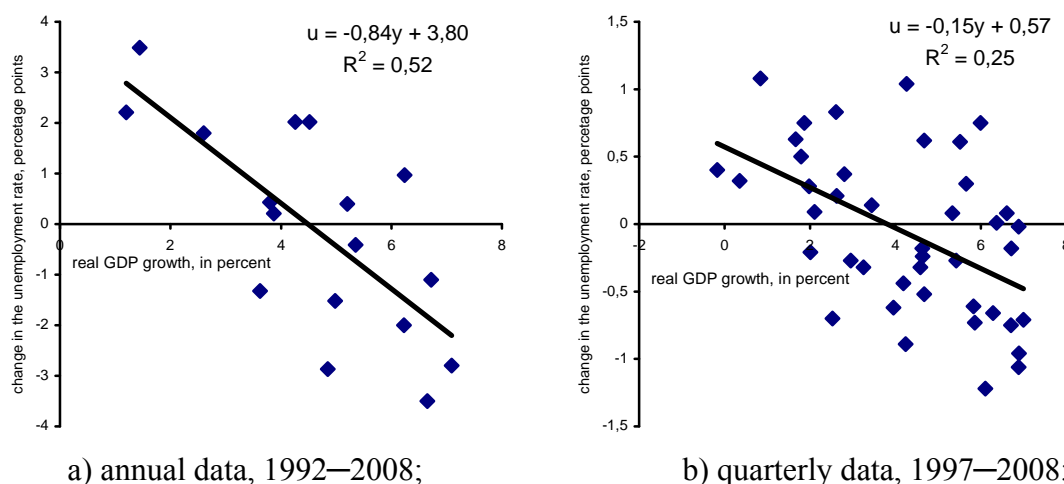 change in the unemployment rate, percetage points
4
3
2
1
0
-1
-2
-3
-4
0
2
4
6
8
u = -0,84y + 3,80
R² = 0,52
real GDP growth, in percent
a) annual data, 1992—2008;
change in the unemployment rate, percentage points
1,5
1
0,5
0
-0,5
-1
-1,5
-2
0
2
4
6
8
u = -0,15y + 0,57
R² = 0,25
real GDP growth, in percent
b) quarterly data, 1997—2008;